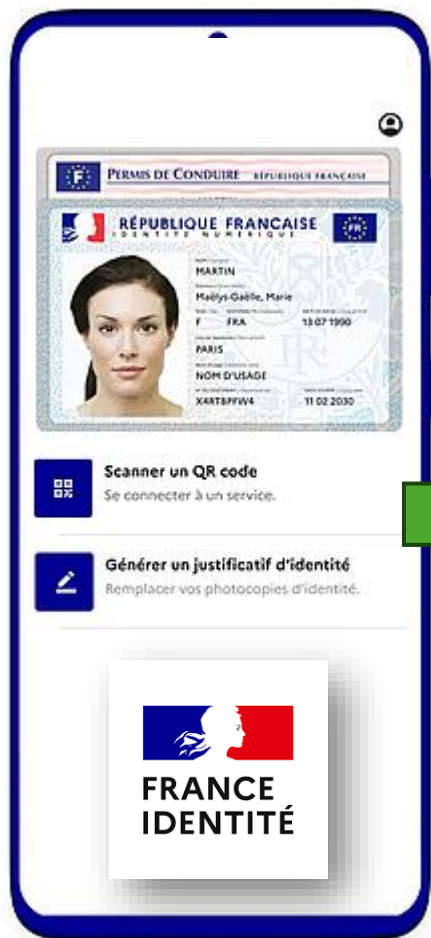 F
PERMIS DE CONDUIRE RÉPUBLIQUE FRANÇAISE
RÉPUBLIQUE FRANÇAISE
IDENTITÉ NUMÉRIQUE
FR
MARTIN
Maëlys-Gaëlle, Marie
F FRA 13 07 1990
PARIS
NOM D'USAGE
11 02 2030
Scanner un QR code
Se connecter à un service.
Générer un justificatif d'identité
Remplacer vos photocopies d'identité.
FRANCE
IDENTITÉ